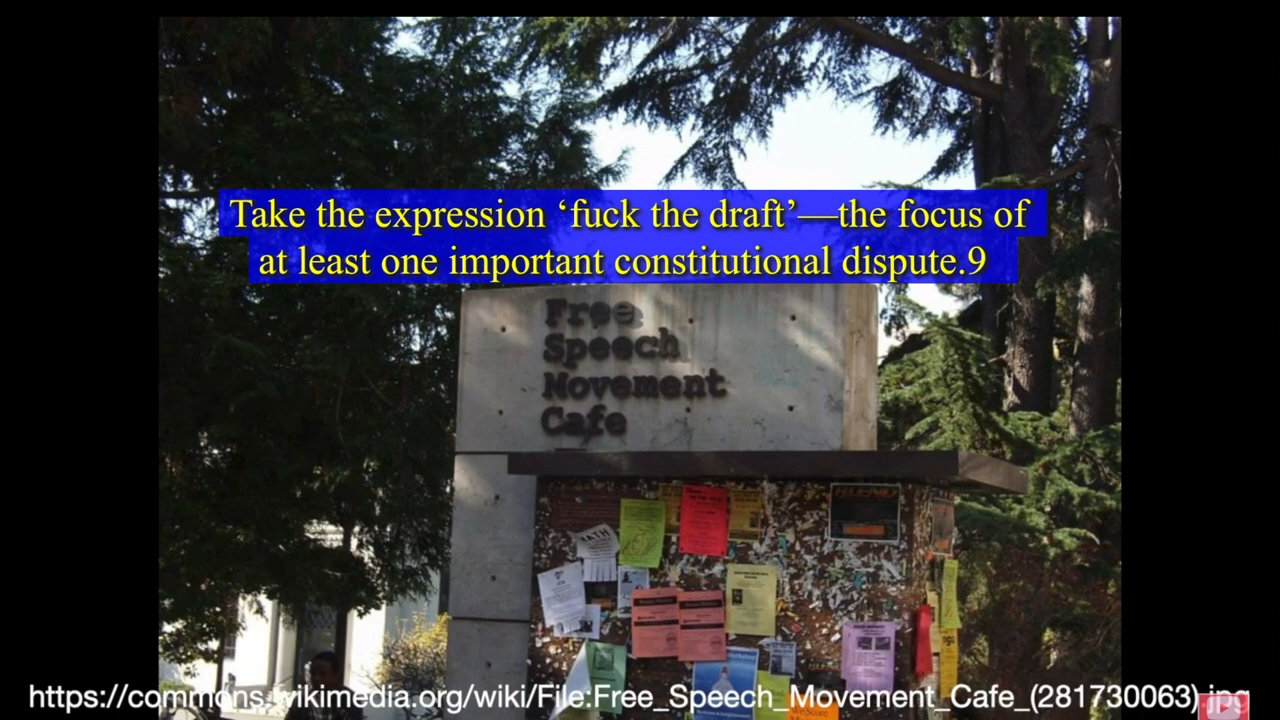 Take the expression ‘fuck the draft’—the focus of
at least one important constitutional dispute.9
Free
Speech
Movement
Cafe
https://commons.wikimedia.org/wiki/File:Free_Speech_Movement_Cafe_(281730063).jpg
JPG